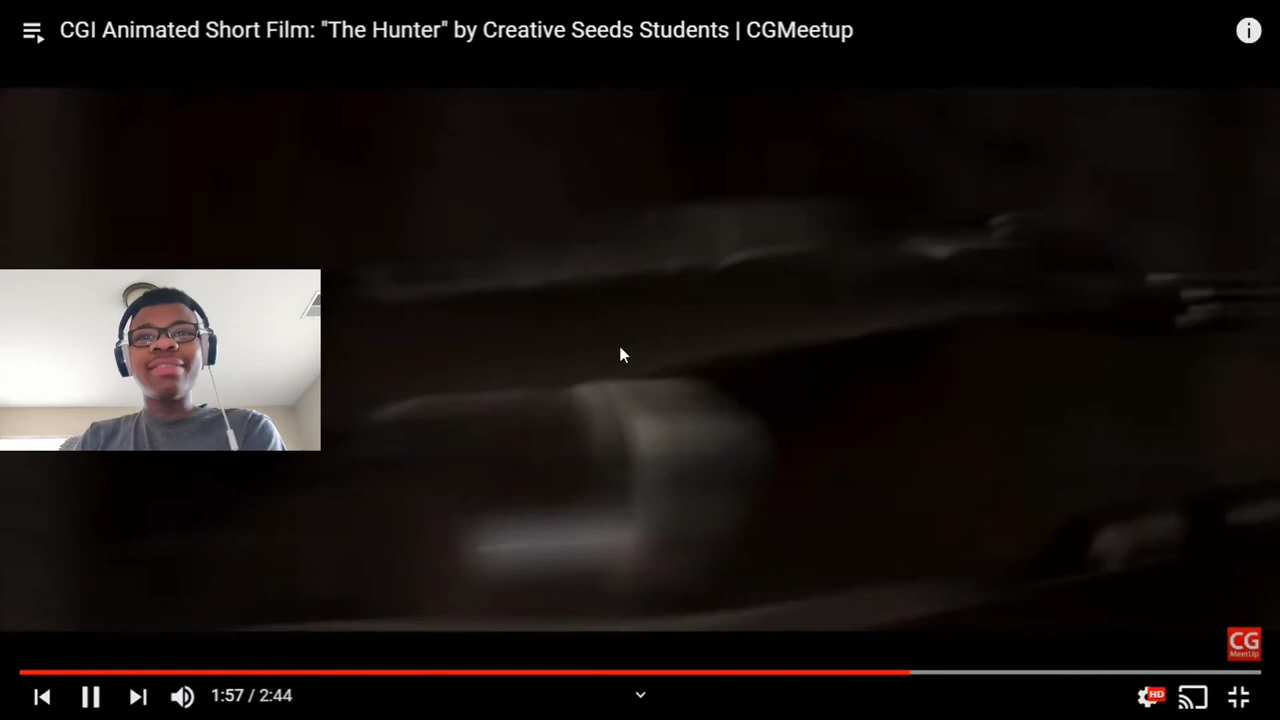 CGI Animated Short Film: "The Hunter" by Creative Seeds Students | CGMeetup
CG
MeetUp
1:57 / 2:44
HD